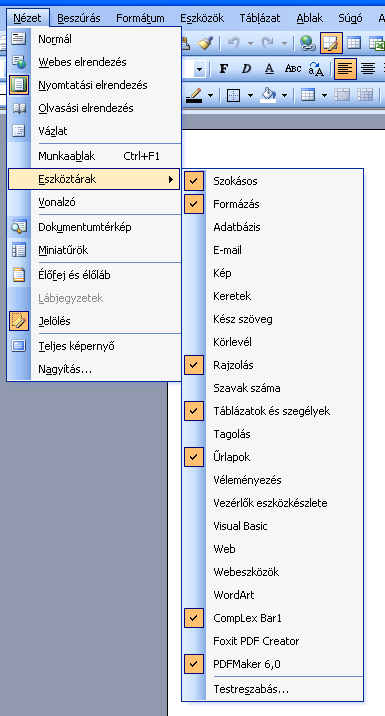 Nézet Beszúrás Formátum Eszközök Táblázat Ablak Súgó A
Normál
Webes elrendezés
Nyomtatási elrendezés
Olvasási elrendezés
Vázlat
Munkaablak Ctrl+F1
Eszköztárak
Vonalzó
Dokumentumtérkép
Miniatűrök
Élőfej és élőláb
Lábjegyzetek
Jelölés
Teljes képernyő
Nagyítás...
Szokásos
Formázás
Adatbázis
E-mail
Kép
Keretek
Kész szöveg
Körlevél
Rajzolás
Szavak száma
Táblázatok és szegélyek
Tagolás
Űrlapok
Véleményezés
Vezérlők eszközkészlete
Visual Basic
Web
Webeszközök
WordArt
CompLex Bar1
Foxit PDF Creator
PDFMaker 6,0
Testreszabás...
F D A ABC